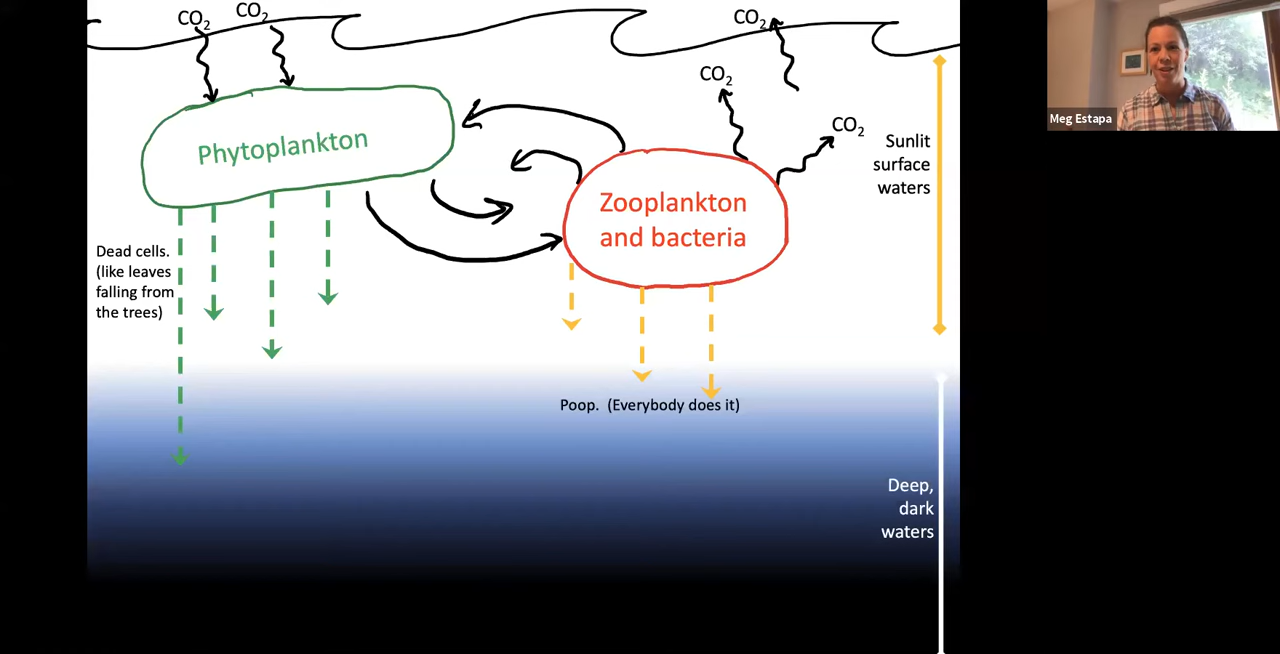 CO2
CO2
CO2
CO2
CO2
Phytoplankton
Zooplankton
and bacteria
Sunlit
surface
waters
Dead cells.
(like leaves
falling from
the trees)
Poop. (Everybody does it)
Deep,
dark
waters
Meg Estapa